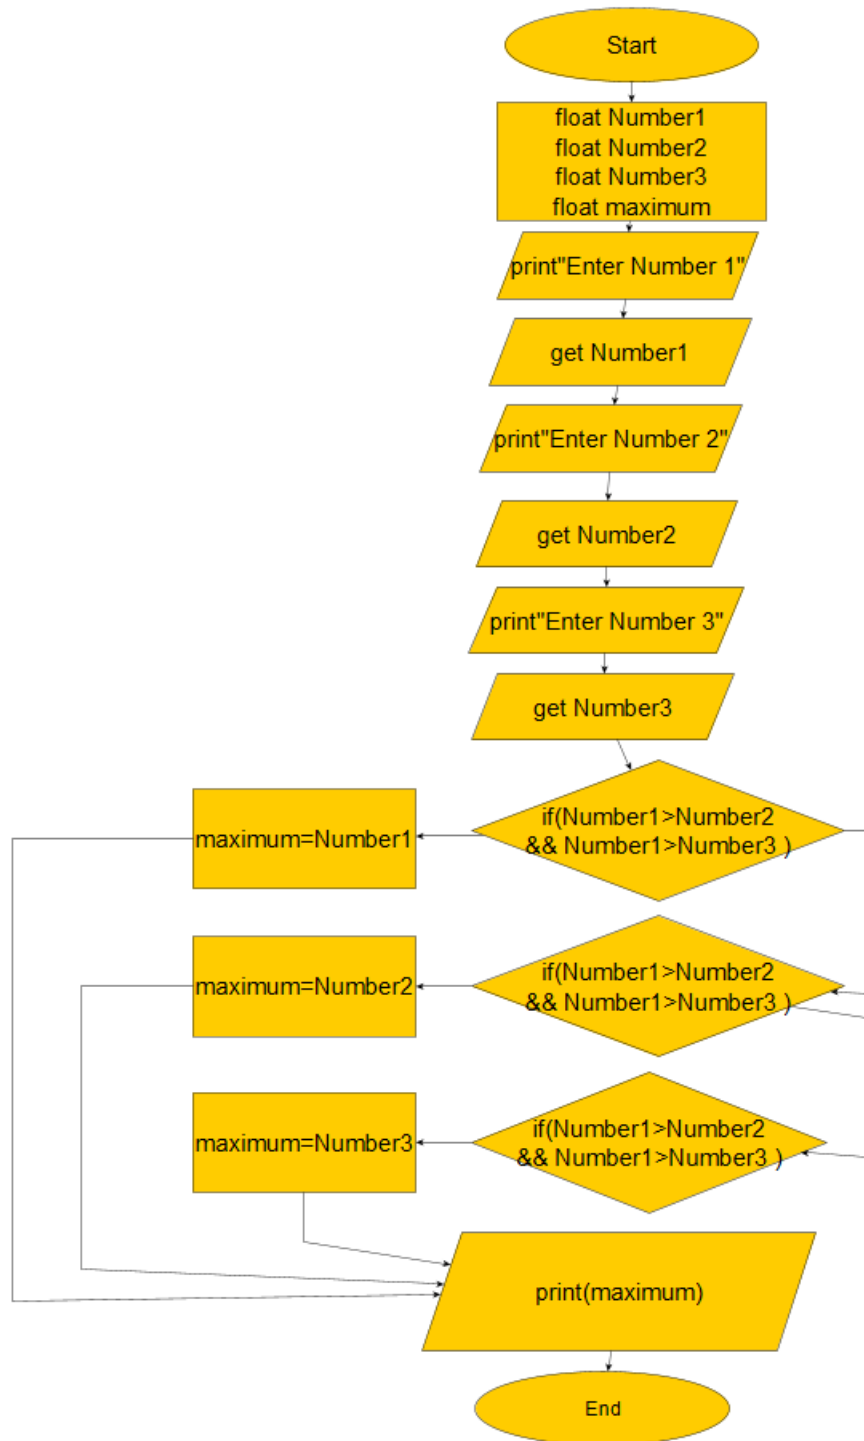 Start
float Number1
float Number2
float Number3
float maximum
print"Enter Number 1"
get Number1
print"Enter Number 2"
get Number2
print"Enter Number 3"
get Number3
maximum=Number1
if(Number1>Number2
&& Number1>Number3 )
maximum=Number2
if(Number1>Number2
&& Number1>Number3 )
maximum=Number3
if(Number1>Number2
&& Number1>Number3 )
print(maximum)
End